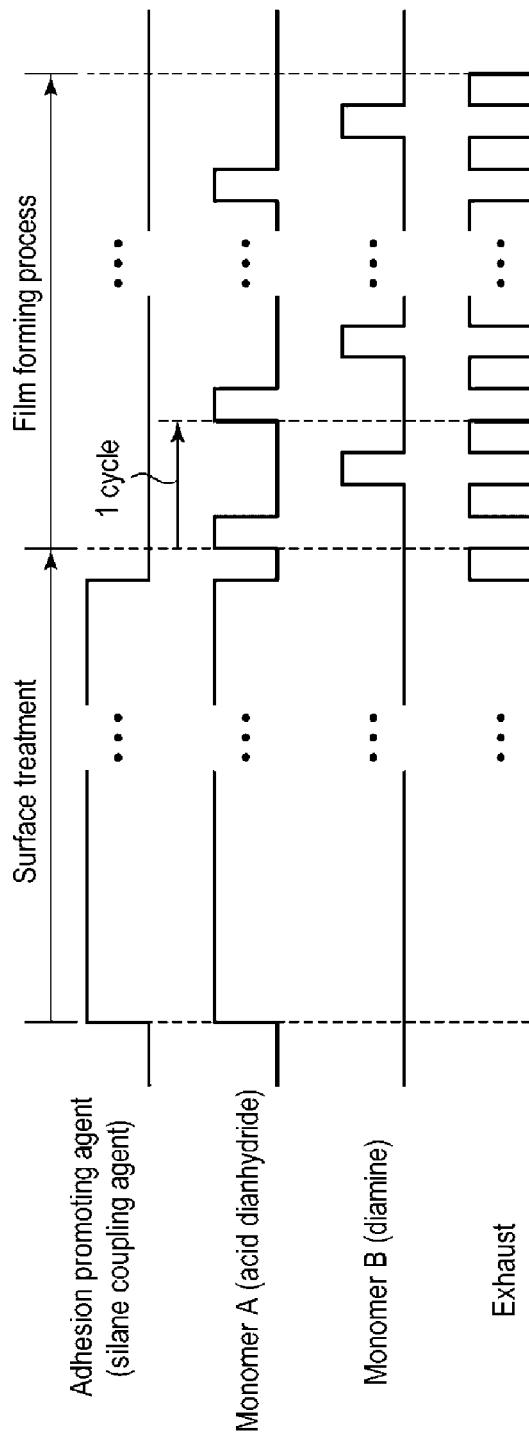 Surface treatment
Film forming process
1 cycle
Adhesion promoting agent
(silane coupling agent)
Monomer A (acid dianhydride)
Monomer B (diamine)
Exhaust